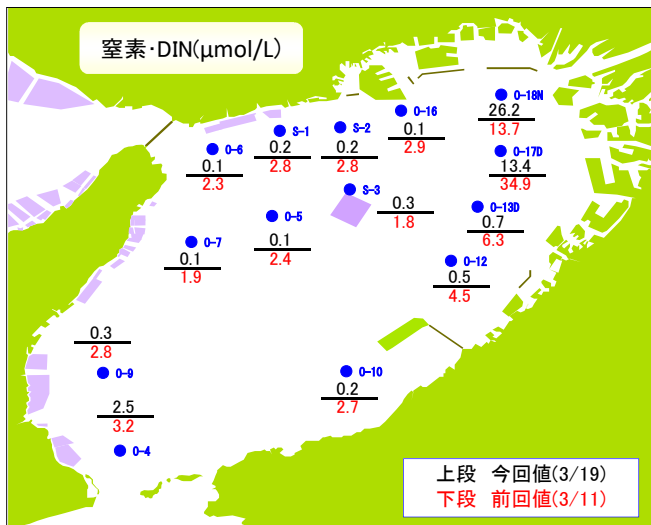 窒素・DIN(μmol/L)
O-18N
26.2
13.7
O-16
0.1
2.9
S-2
0.2
2.8
S-1
0.2
2.8
O-6
0.1
2.3
O-17D
13.4
34.9
S-3
0.3
1.8
O-13D
0.7
6.3
O-5
0.1
2.4
O-7
0.1
1.9
O-12
0.5
4.5
0.3
2.8
O-9
O-10
0.2
2.7
2.5
3.2
O-4
上段 今回値(3/19)
下段 前回値(3/11)